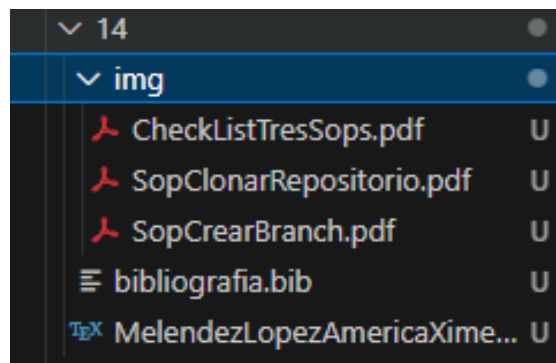 14
img
CheckListTresSops.pdf U
SopClonarRepositorio.pdf U
SopCrearBranch.pdf U
bibliografia.bib U
TEX MelendezLopezAmericaXime... U